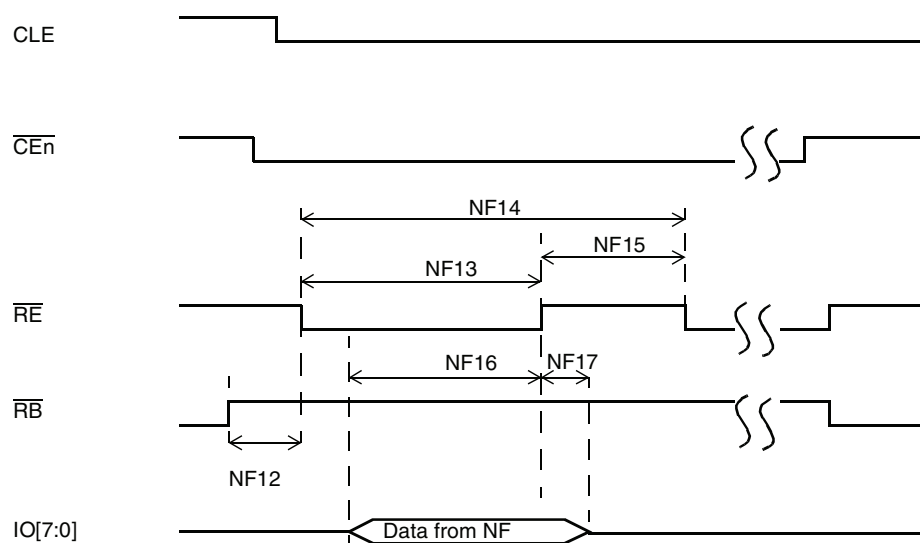 CLE
CEn
NF14
NF15
NF13
RE
NF16 NF17
RB
NF12
IO[7:0] Data from NF